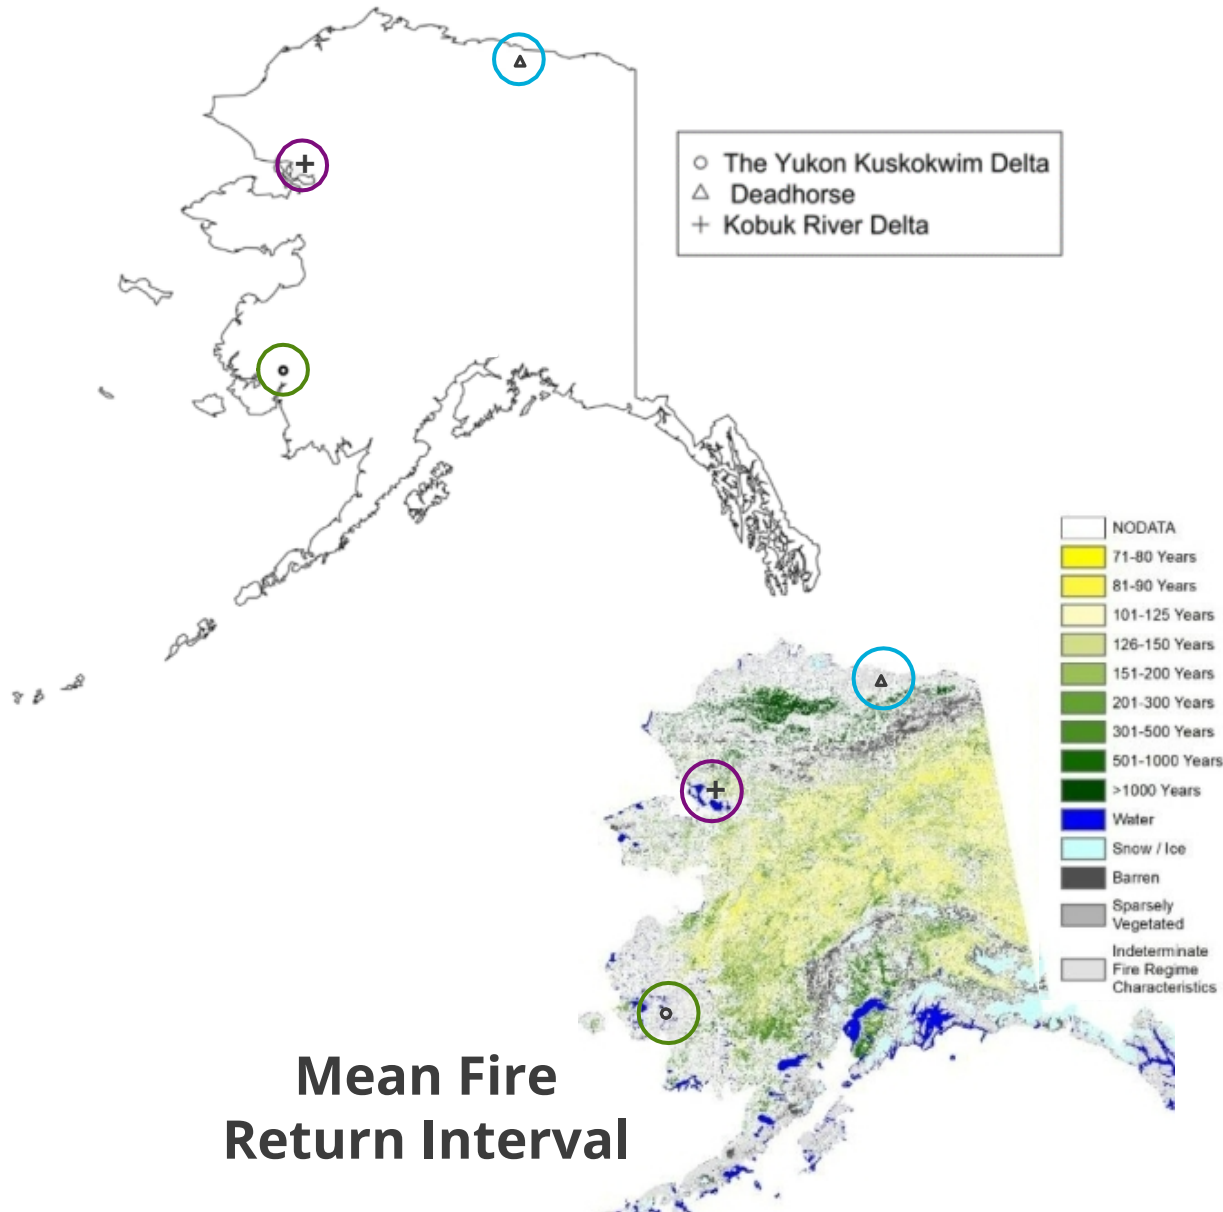 The Yukon Kuskokwim Delta
Deadhorse
Kobuk River Delta
NODATA
71-80 Years
81-90 Years
101-125 Years
126-150 Years
151-200 Years
201-300 Years
301-500 Years
501-1000 Years
>1000 Years
Water
Snow / Ice
Barren
Sparsely
Vegetated
Indeterminate
Fire Regime
Characteristics
Mean Fire
Return Interval